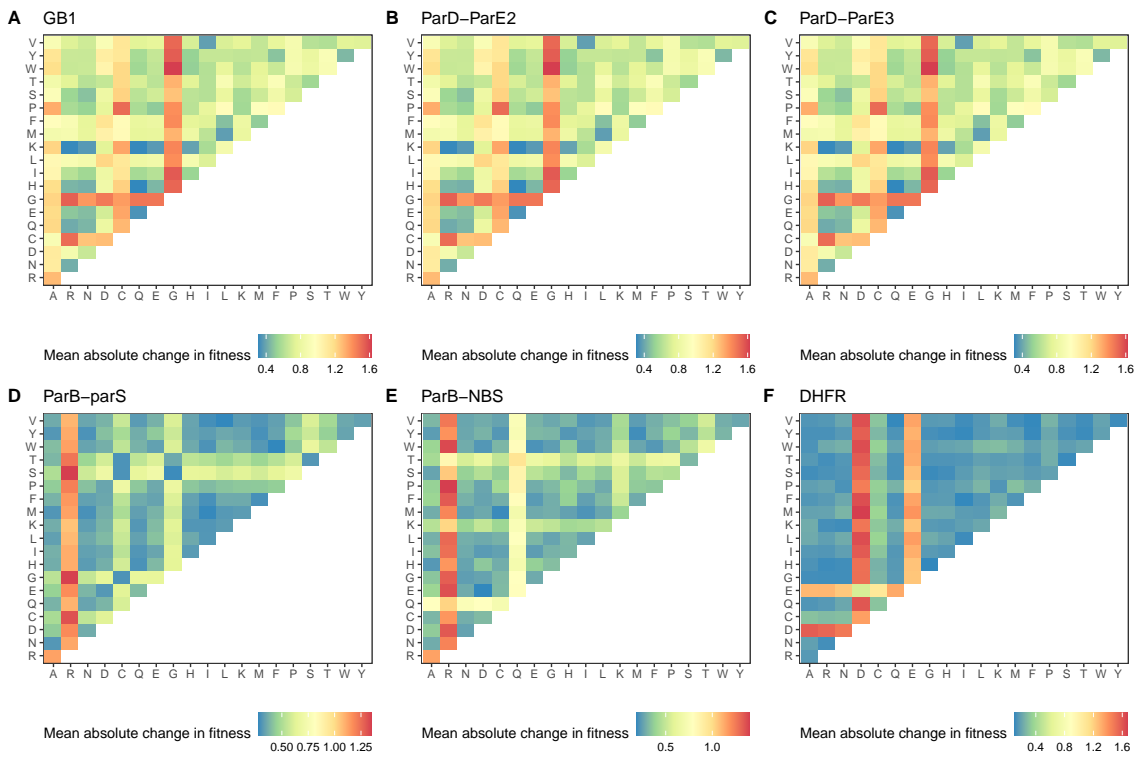 A GB1
B ParD−ParE2
C ParD−ParE3
V
Y
W
T
S
P
F
M
K
L
I
H
G
E
Q
C
D
N
R
A R N D C Q E G H I L K M F P S T W Y
V
Y
W
T
S
P
F
M
K
L
I
H
G
E
Q
C
D
N
R
A R N D C Q E G H I L K M F P S T W Y
V
Y
W
T
S
P
F
M
K
L
I
H
G
E
Q
C
D
N
R
A R N D C Q E G H I L K M F P S T W Y
Mean absolute change in fitness
0.4 0.8 1.2 1.6
Mean absolute change in fitness
0.4 0.8 1.2 1.6
Mean absolute change in fitness
0.4 0.8 1.2 1.6
D ParB−parS
E ParB−NBS
F DHFR
V
Y
W
T
S
P
F
M
K
L
I
H
G
E
Q
C
D
N
R
A R N D C Q E G H I L K M F P S T W Y
V
Y
W
T
S
P
F
M
K
L
I
H
G
E
Q
C
D
N
R
A R N D C Q E G H I L K M F P S T W Y
V
Y
W
T
S
P
F
M
K
L
I
H
G
E
Q
C
D
N
R
A R N D C Q E G H I L K M F P S T W Y
Mean absolute change in fitness
0.50 0.75 1.00 1.25
Mean absolute change in fitness
0.5 1.0
Mean absolute change in fitness
0.4 0.8 1.2 1.6